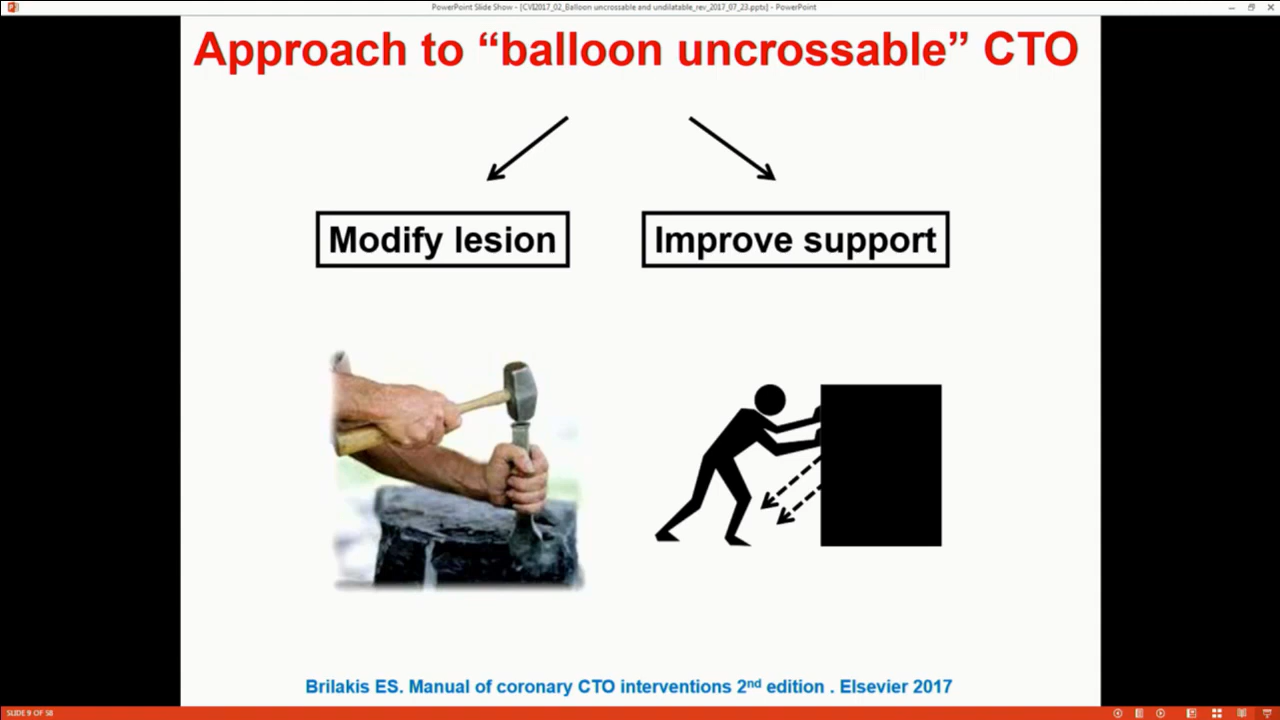 PowerPoint Slide Show - [CVI2017_02_Balloon uncrossable and undilatable_rev_2017_07_23.pptx] - PowerPoint
Approach to “balloon uncrossable” CTO
Modify lesion
Improve support
Brilakis ES. Manual of coronary CTO interventions 2nd edition . Elsevier 2017
SLIDE 9 OF 58